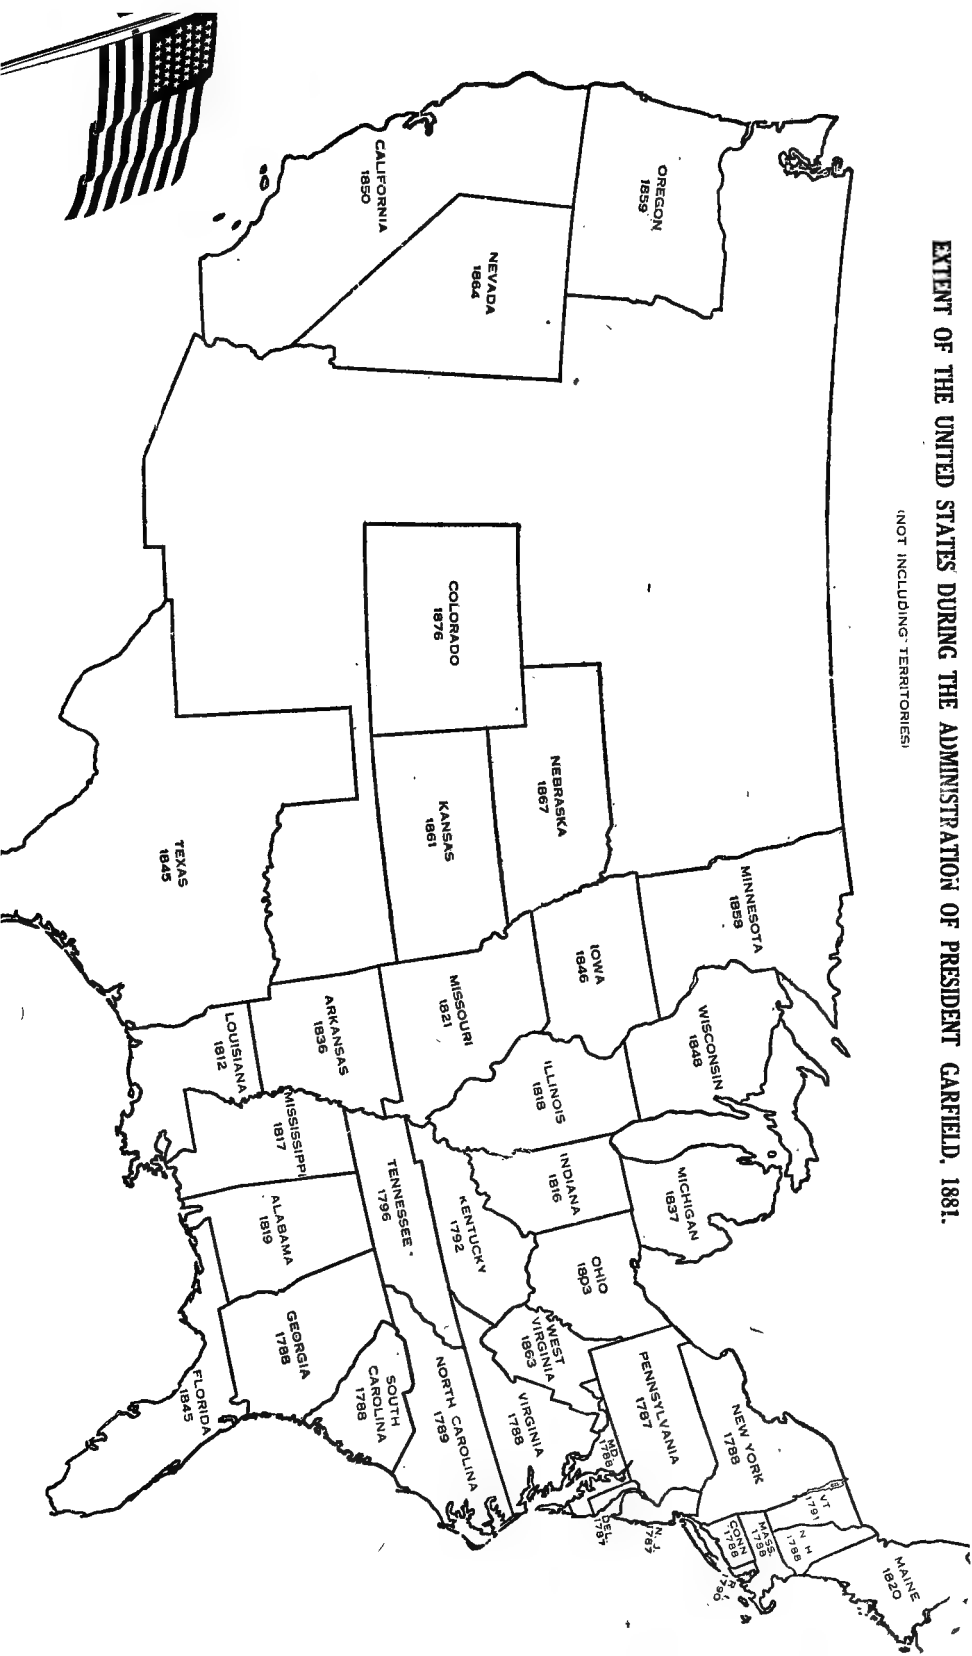 EXTENT OF THE UNITED STATES DURING THE ADMINISTRATION OF PRESIDENT GARFIELD, 1881.
(NOT INCLUDING TERRITORIES)
OREGON
1859
CALIFORNIA
1850
NEVADA
1864
COLORADO
1876
NEBRASKA
1867
KANSAS
1861
TEXAS
1845
MINNESOTA
1858
IOWA
1846
MISSOURI
1821
ARKANSAS
1836
LOUISIANA
1812
WISCONSIN
1848
ILLINOIS
1818
MISSISSIPPI
1817
MICHIGAN
1837
INDIANA
1816
KENTUCKY
1792
TENNESSEE
1796
ALABAMA
1819
OHIO
1803
WEST
VIRGINIA
1863
GEORGIA
1788
FLORIDA
1845
SOUTH
CAROLINA
1788
NORTH CAROLINA
1789
VIRGINIA
1788
PENNSYLVANIA
1787
MD.
1788
DEL.
1787
N.J.
1787
NEW YORK
1788
VT
1791
N H
1788
MASS.
1788
CONN
1788
R.I.
1790
MAINE
1820